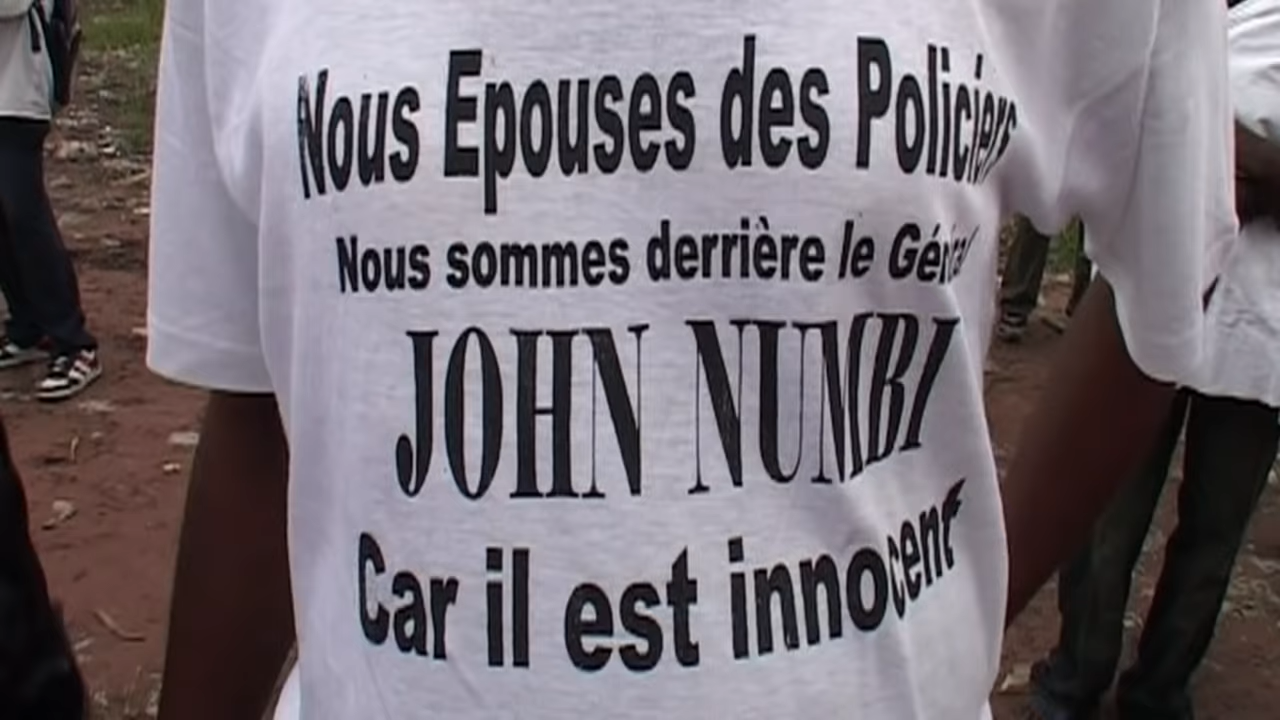 Nous Epouses des Policiers
Nous sommes derrière le Général
JOHN NUMBI
Car il est innocent